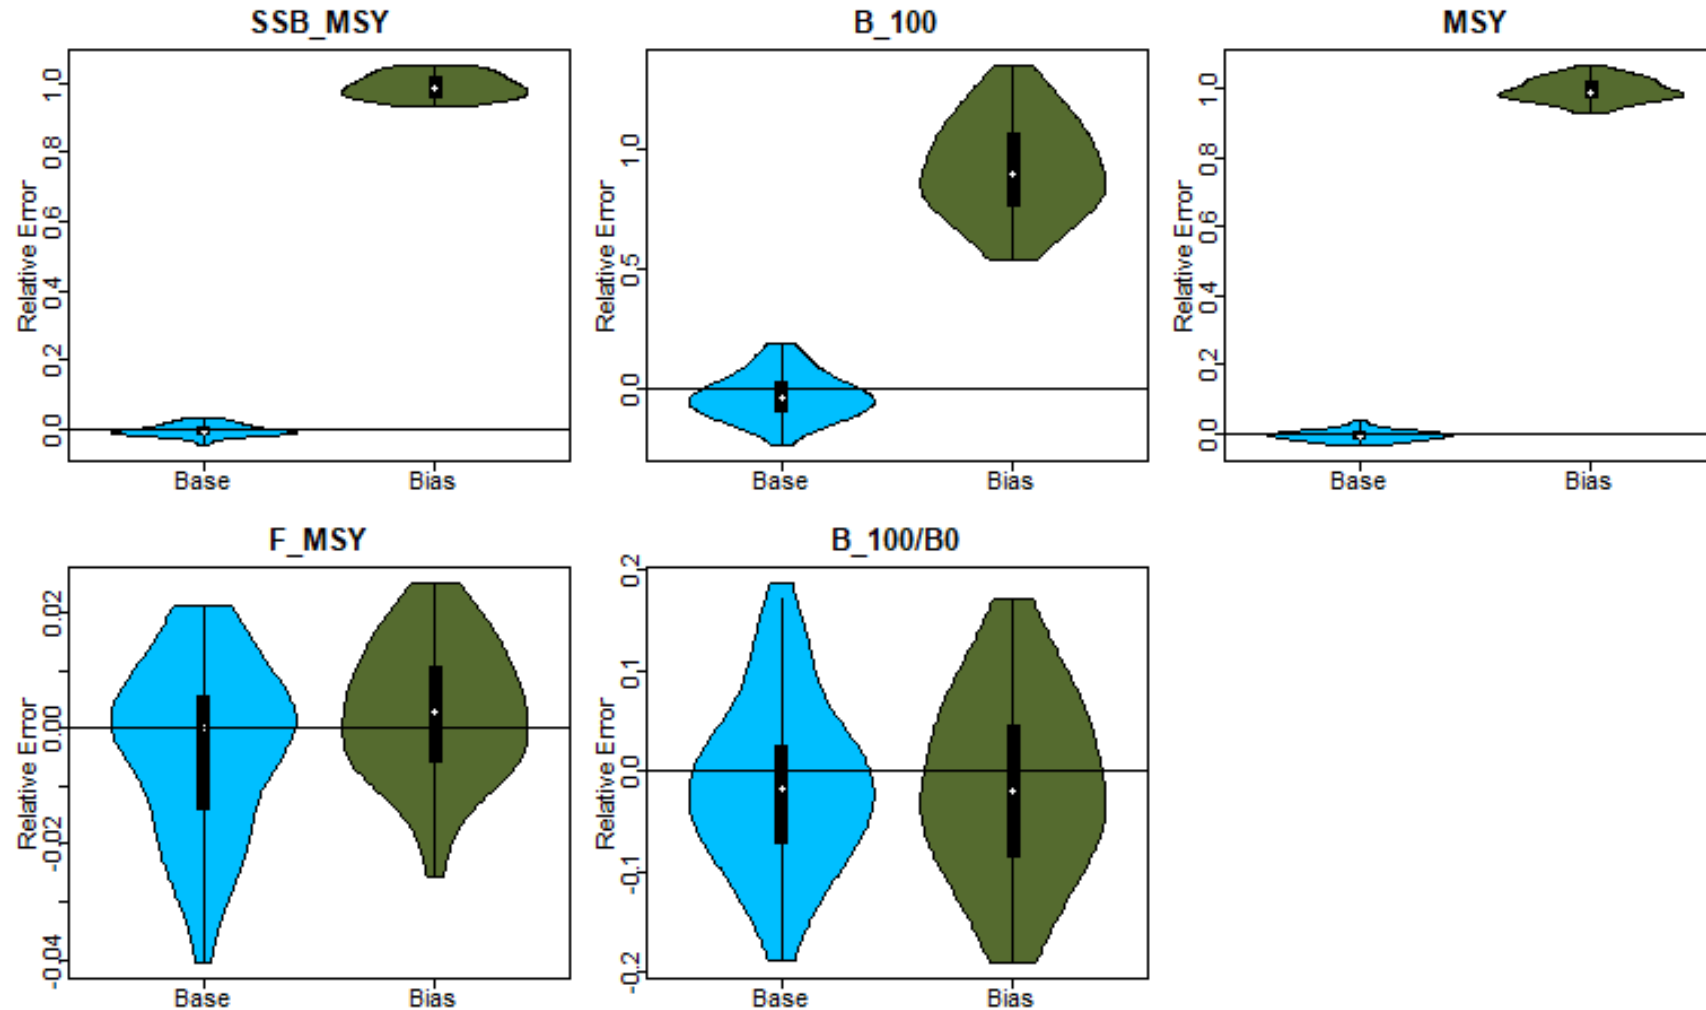 SSB_MSY
Relative Error
0.0 0.2 0.4 0.6 0.8 1.0
Base Bias
B_100
Relative Error
0.0 0.5 1.0
Base Bias
MSY
Relative Error
0.0 0.2 0.4 0.6 0.8 1.0
Base Bias
F_MSY
Relative Error
-0.04 -0.02 0.00 0.02
Base Bias
B_100/B0
Relative Error
-0.2 -0.1 0.0 0.1 0.2
Base Bias